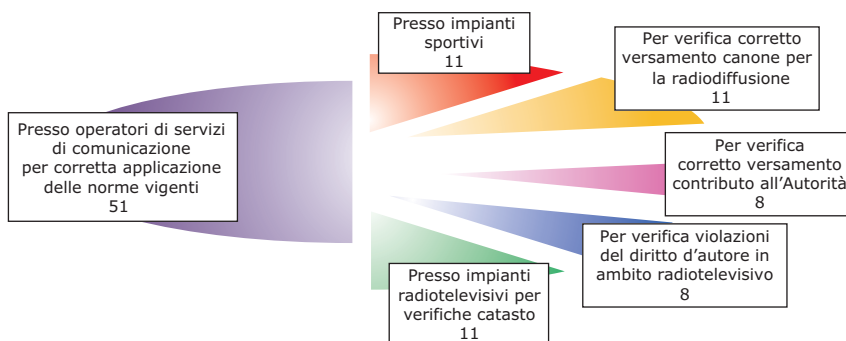 Presso impianti
sportivi
11
Per verifica corretto
versamento canone per
la radiodiffusione
11
Presso operatori di servizi
di comunicazione
per corretta applicazione
delle norme vigenti
51
Per verifica
corretto versamento
contributo all'Autorità
8
Per verifica violazioni
del diritto d'autore in
ambito radiotelevisivo
8
Presso impianti
radiotelevisivi per
verifiche catasto
11